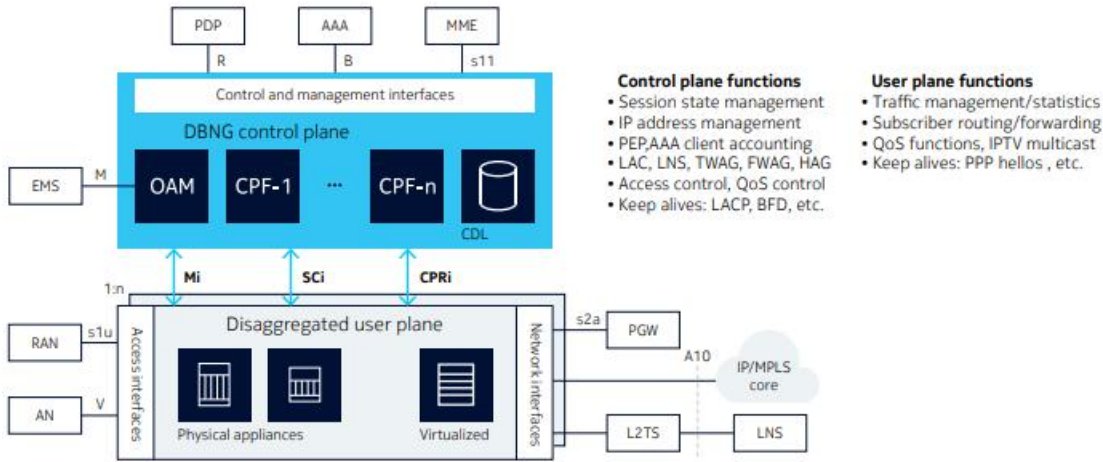 PDP
AAA
MME
R
B
s11
Control and management interfaces
DBNG control plane
EMS
M
OAM
CPF-1
...
CPF-n
CDL
Mi
SCi
CPRi
1:n
Disaggregated user plane
RAN
s1u
AN
V
Access interfaces
Physical appliances
Virtualized
Network interfaces
s2a
PGW
A10
IP/MPLS
core
L2TS
LNS
Control plane functions
• Session state management
• IP address management
• PEP,AAA client accounting
• LAC, LNS, TWAG, FWAG, HAG
• Access control, QoS control
• Keep alives: LACP, BFD, etc.
User plane functions
• Traffic management/statistics
• Subscriber routing/forwarding
• QoS functions, IPTV multicast
• Keep alives: PPP hellos , etc.